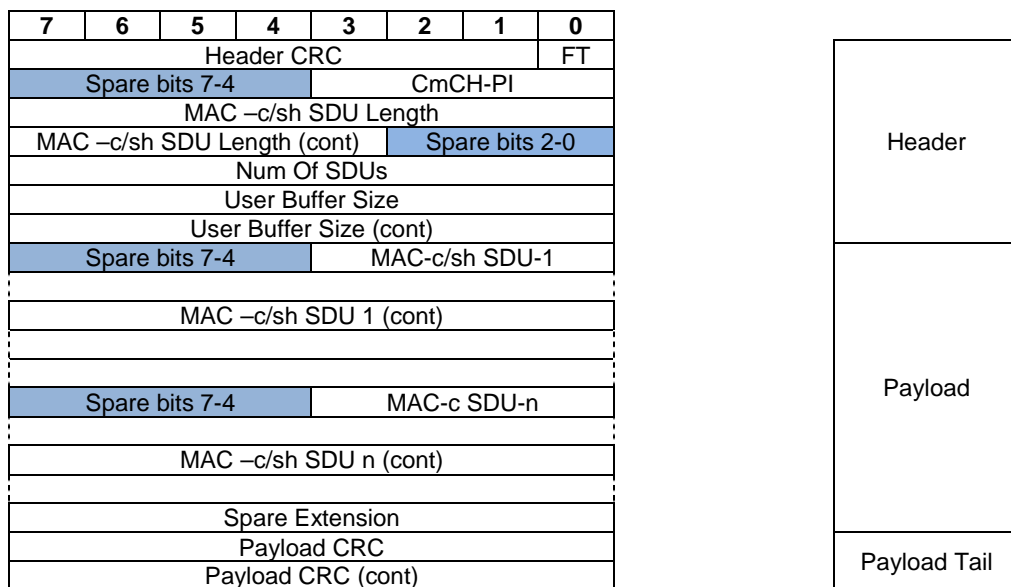 7 6 5 4 3 2 1 0
Header CRC FT
Spare bits 7-4 CmCH-PI
MAC –c/sh SDU Length
MAC –c/sh SDU Length (cont) Spare bits 2-0
Num Of SDUs
User Buffer Size
User Buffer Size (cont)
Spare bits 7-4 MAC-c/sh SDU-1
MAC –c/sh SDU 1 (cont)
Spare bits 7-4 MAC-c SDU-n
MAC –c/sh SDU n (cont)
Spare Extension
Payload CRC
Payload CRC (cont)
Header
Payload
Payload Tail